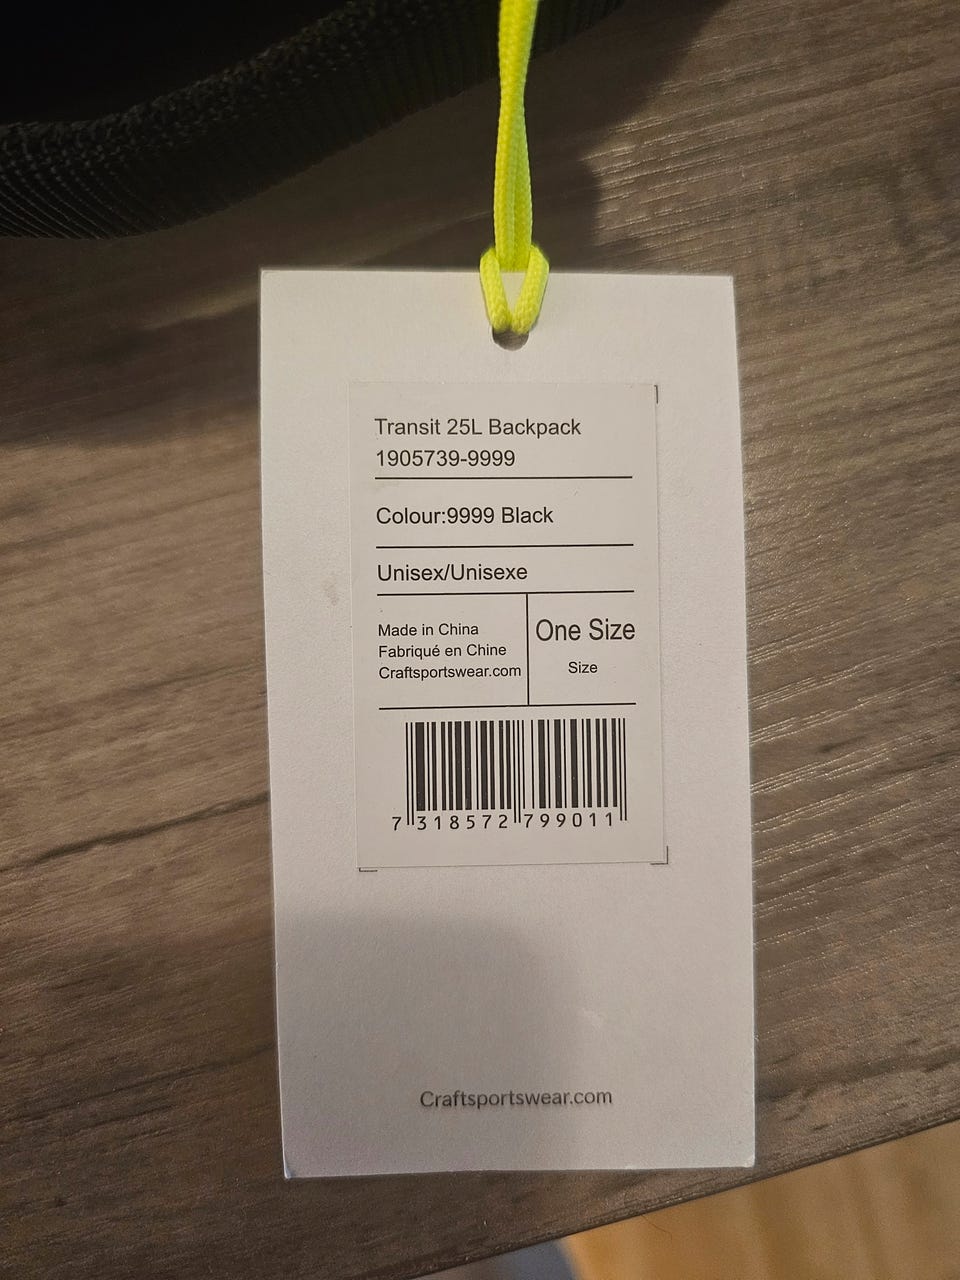 Transit 25L Backpack
1905739-9999
Colour:9999 Black
Unisex/Unisexe
Made in China
Fabriqué en Chine
Craftsportswear.com
One Size
Size
7 318572 799011
Craftsportswear.com